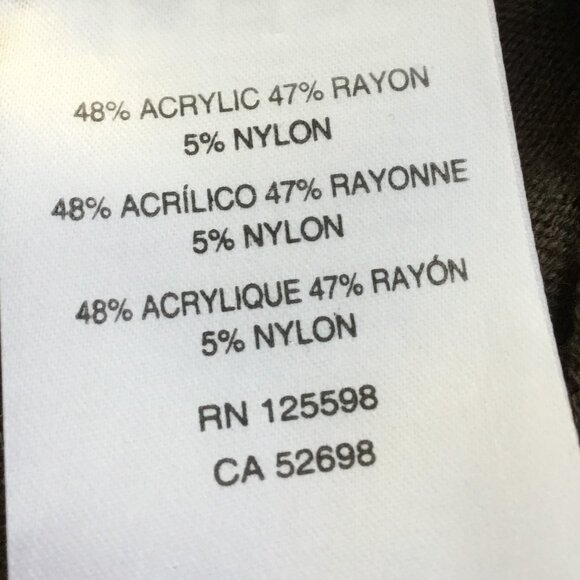 48% ACRYLIC 47% RAYON
5% NYLON
48% ACRÍLICO 47% RAYONNE
5% NYLON
48% ACRYLIQUE 47% RAYÓN
5% NYLON
RN 125598
CA 52698